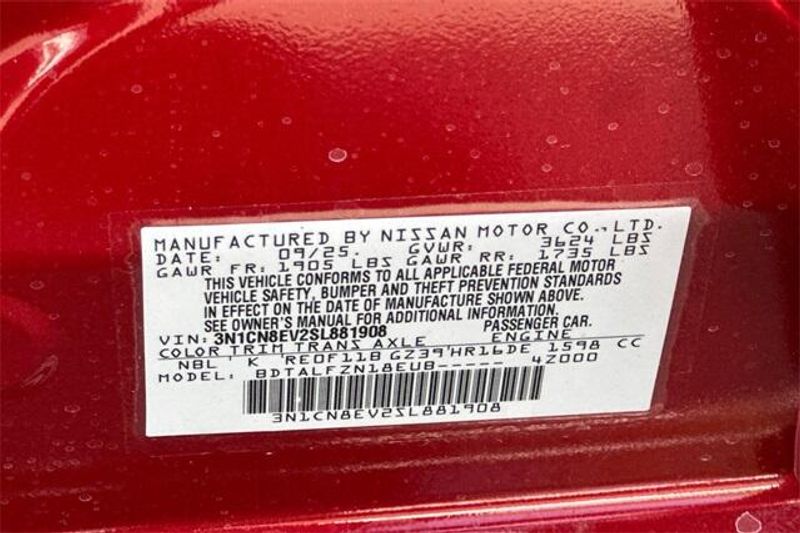 MANUFACTURED BY NISSAN MOTOR CO., LTD.
DATE: 09/25. GVWR: 3624 LBS
GAWR FR: 1905 LBS GAWR RR: 1735 LBS
THIS VEHICLE CONFORMS TO ALL APPLICABLE FEDERAL MOTOR
VEHICLE SAFETY, BUMPER AND THEFT PREVENTION STANDARDS
IN EFFECT ON THE DATE OF MANUFACTURE SHOWN ABOVE.
SEE OWNER'S MANUAL FOR ADDITIONAL INFORMATION.
VIN: 3N1CN8EV2SL881908 PASSENGER CAR.
COLOR TRIM TRANS AXLE ENGINE
NBL K RE0F11B GZ39 HR16DE 1598 CC
MODEL: BDTALFZN18EUB----- 4Z000
3N1CN8EV2SL881908